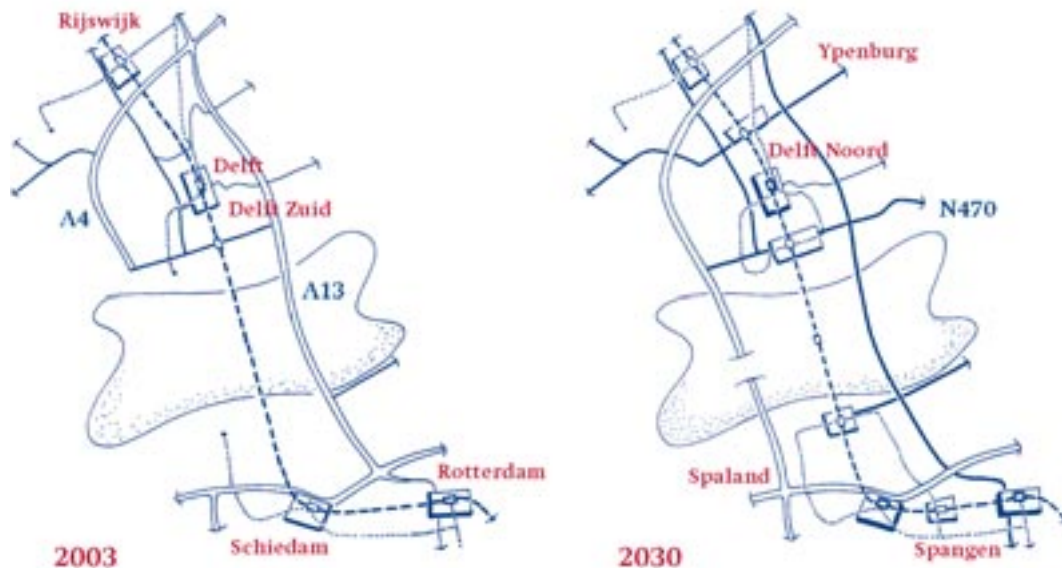 Rijswijk
Delft
Delft Zuid
A4
A13
Rotterdam
Schiedam
2003
Ypenburg
Delft Noord
N470
Spaland
Spangen
2030